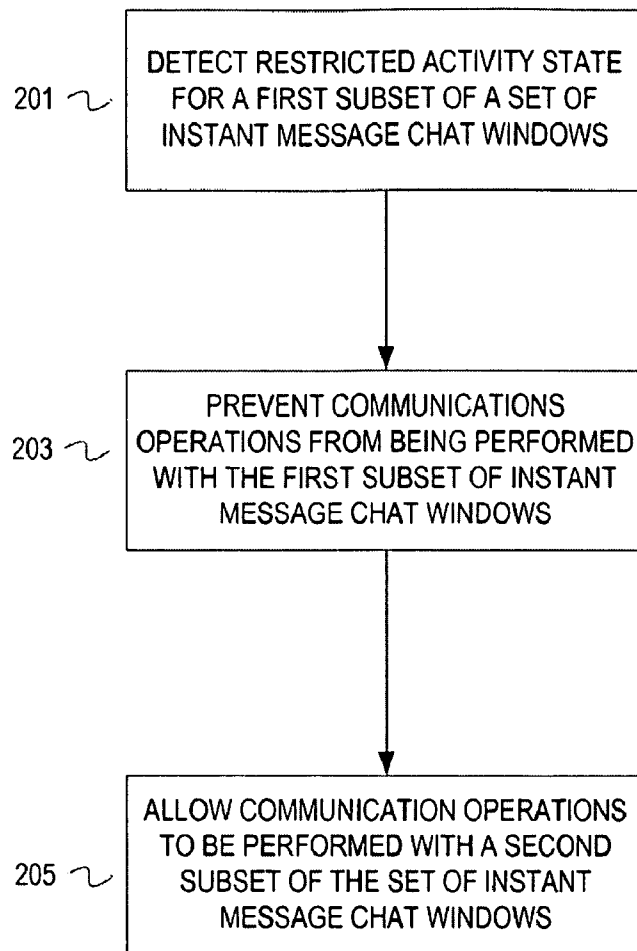 201
DETECT RESTRICTED ACTIVITY STATE
FOR A FIRST SUBSET OF A SET OF
INSTANT MESSAGE CHAT WINDOWS
203
PREVENT COMMUNICATIONS
OPERATIONS FROM BEING PERFORMED
WITH THE FIRST SUBSET OF INSTANT
MESSAGE CHAT WINDOWS
205
ALLOW COMMUNICATION OPERATIONS
TO BE PERFORMED WITH A SECOND
SUBSET OF THE SET OF INSTANT
MESSAGE CHAT WINDOWS